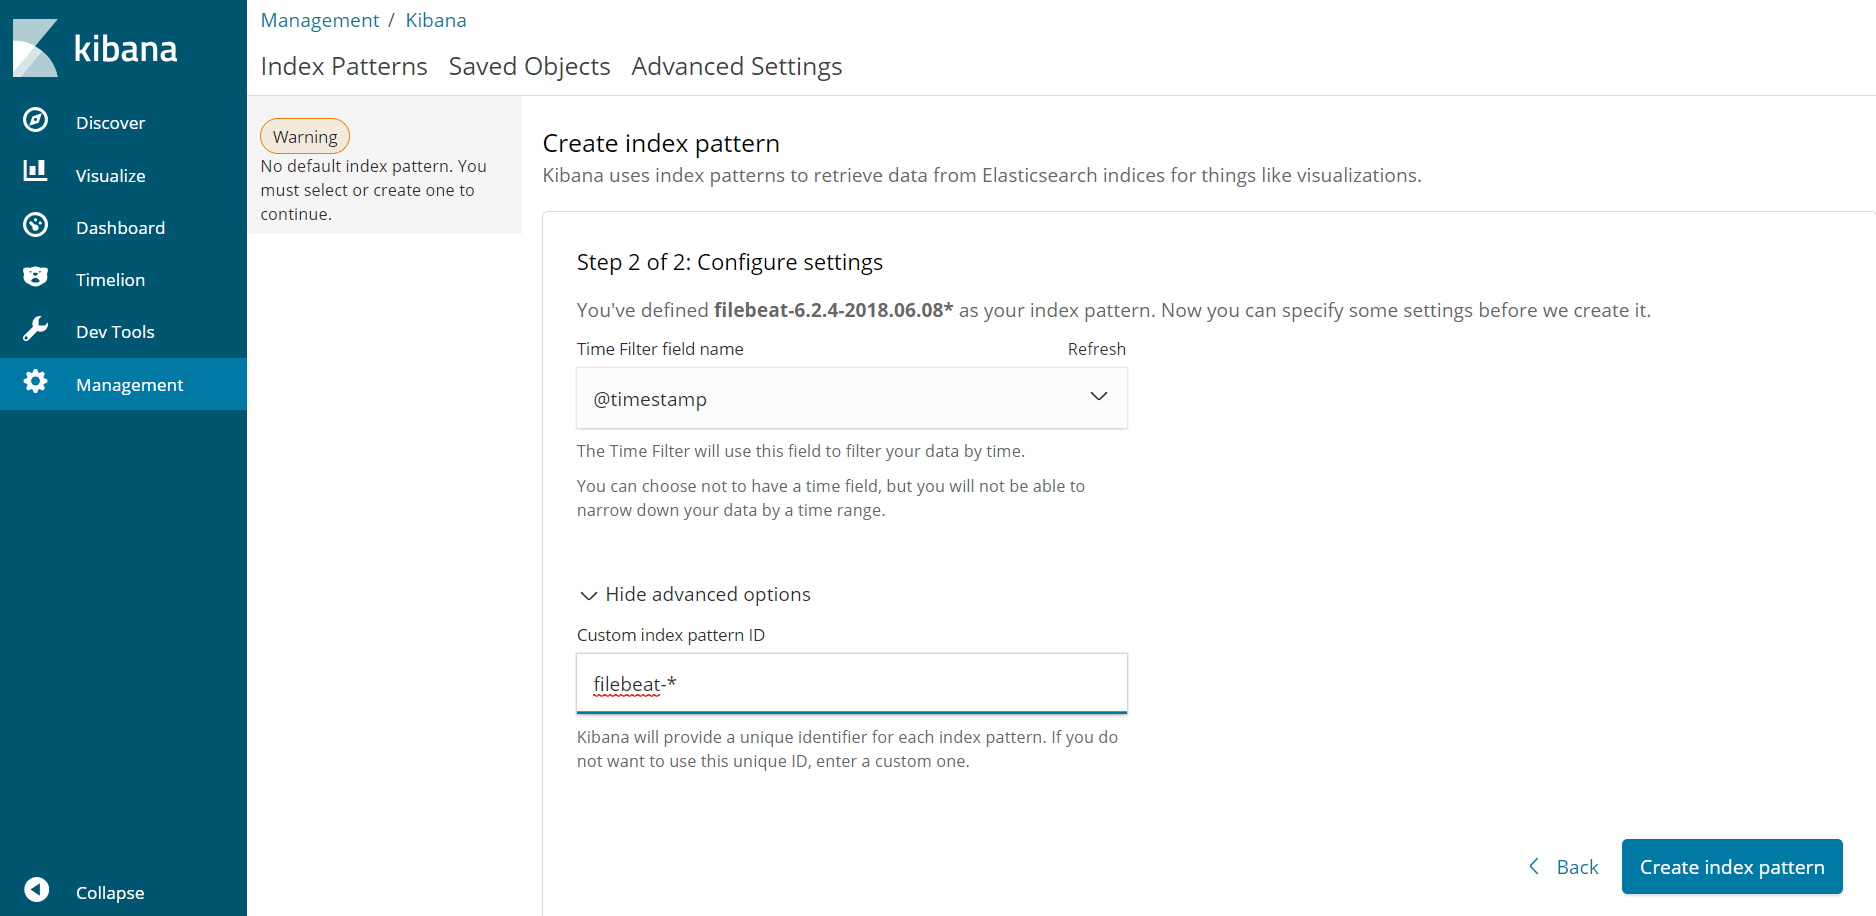 kibana
Discover
Visualize
Dashboard
Timelion
Dev Tools
Management
Collapse
Management / Kibana
Index Patterns Saved Objects Advanced Settings
Warning
No default index pattern. You
must select or create one to
continue.
Create index pattern
Kibana uses index patterns to retrieve data from Elasticsearch indices for things like visualizations.
Step 2 of 2: Configure settings
You've defined filebeat-6.2.4-2018.06.08* as your index pattern. Now you can specify some settings before we create it.
Time Filter field name Refresh
@timestamp
The Time Filter will use this field to filter your data by time.
You can choose not to have a time field, but you will not be able to
narrow down your data by a time range.
Hide advanced options
Custom index pattern ID
filebeat-*
Kibana will provide a unique identifier for each index pattern. If you do
not want to use this unique ID, enter a custom one.
Back Create index pattern